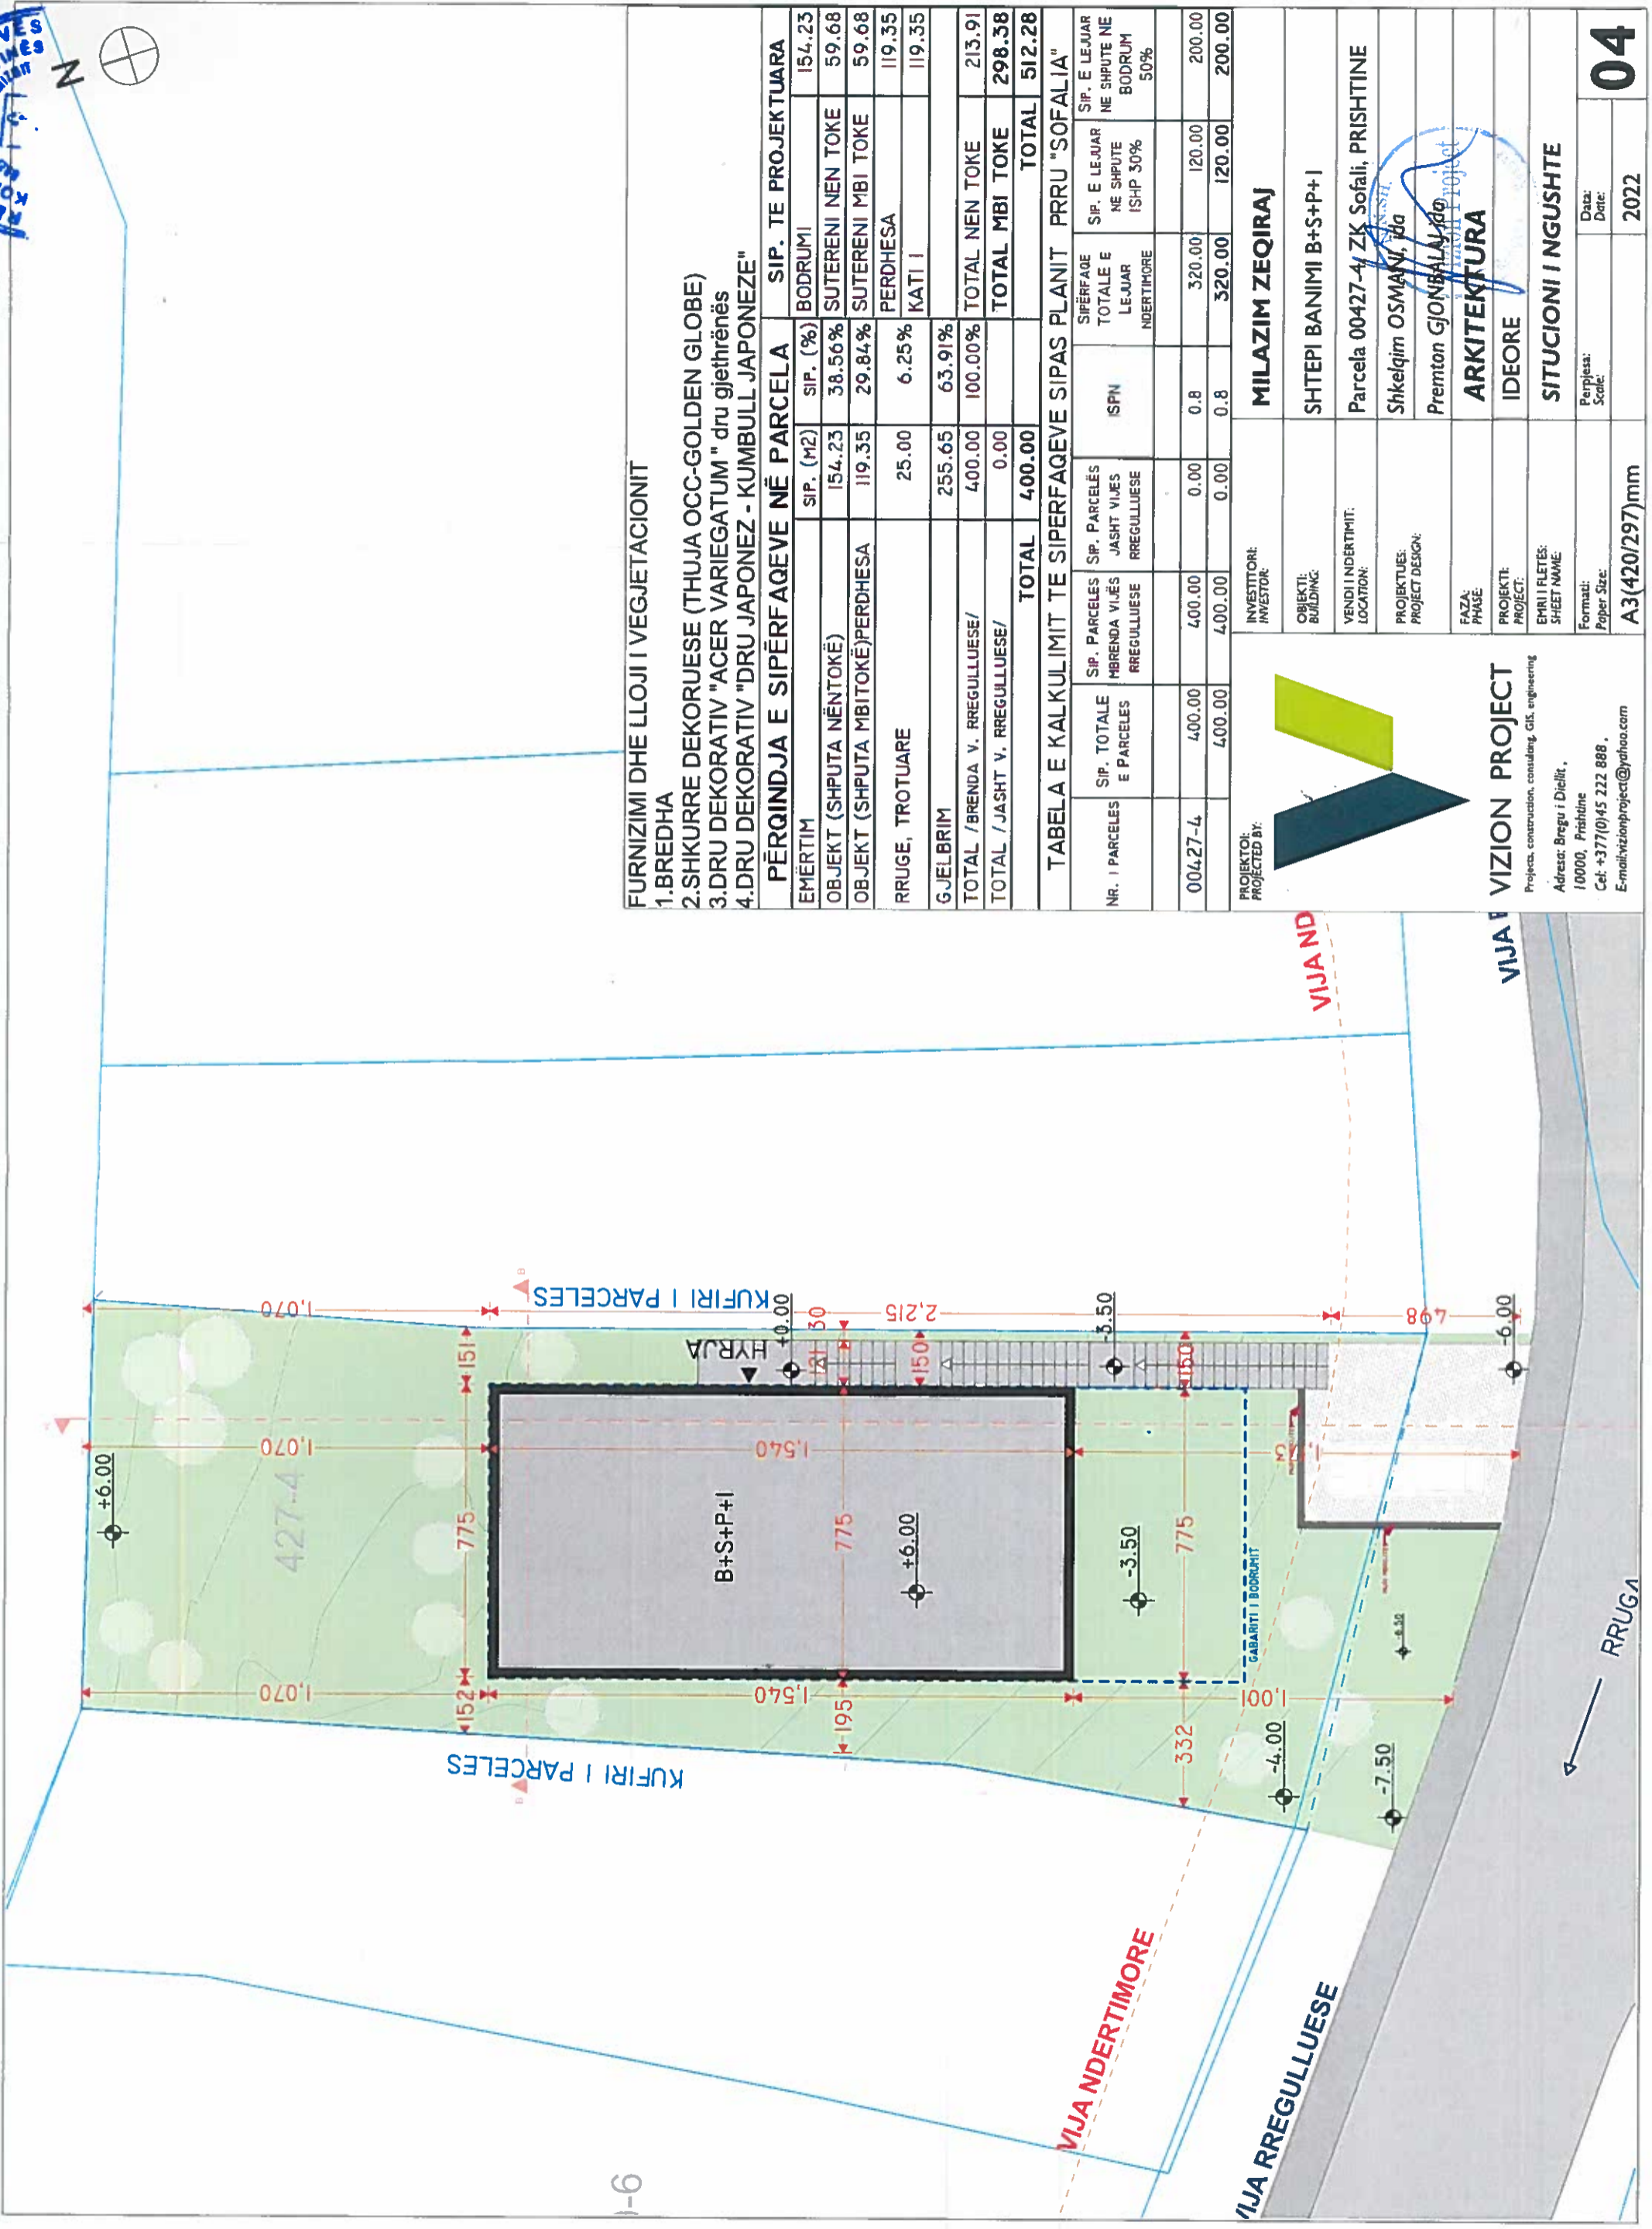 N
FURNIZIMI DHE LLOJI I VEGJETACIONIT
1.BREDHA
2.SHKURRE DEKORUESE (THUJA OCC-GOLDEN GLOBE)
3.DRU DEKORATIV "ACER VARIEGATUM" dru gjethrënës
4.DRU DEKORATIV "DRU JAPONEZ - KUMBULL JAPONEZE"
PËRQINDJA E SIPËRFAQEVE NË PARCELA
EMËRTIM SIP. (M2) SIP. (%)
OBJEKT (SHPUTA NËNTOKË) 154.23 38.56%
OBJEKT (SHPUTA MBITOKË)PERDHESA 119.35 29.84%
RRUGE, TROTUARE 25.00 6.25%
GJELBRIM 255.65 63.91%
TOTAL /BRENDA V. RREGULLUESE/ 400.00 100.00%
TOTAL /JASHT V. RREGULLUESE/ 0.00
TOTAL 400.00
SIP. TE PROJEKTUARA
BODRUMI 154.23
SUTERENI NEN TOKE 59.68
SUTERENI MBI TOKE 59.68
PERDHESA 119.35
KATI I 119.35
TOTAL NEN TOKE 213.91
TOTAL MBI TOKE 298.38
TOTAL 512.28
TABELA E KALKULIMIT TE SIPERFAQEVE SIPAS PLANIT PRRU "SOFALIA"
NR. I PARCELES
SIP. TOTALE
E PARCELES
SIP. PARCELES
MBRENDA VIJËS
RREGULLUESE
SIP. PARCELËS
JASHT VIJES
RREGULLUESE
ISPN
SIPËRFAQE
TOTALE E
LEJUAR
NDERTIMORE
SIP. E LEJUAR
NE SHPUTE
ISHP 30%
SIP. E LEJUAR
NE SHPUTE NE
BODRUM
50%
00427-4 400.00 400.00 0.00 0.8 320.00 120.00 200.00
400.00 400.00 0.00 0.8 320.00 120.00 200.00
PROJEKTOI:
PROJECTED BY:
VIZION PROJECT
Projects, construction, consulting, GIS, engineering
Adresa: Bregu i Diellit ,
10000, Prishtine
Cel: +377(0)45 222 888 .
E-mail:vizionproject@yahoo.com
INVESTITORI:
INVESTOR:
MILAZIM ZEQIRAJ
OBJEKTI:
BUILDING:
SHTEPI BANIMI B+S+P+I
VENDI I NDERTIMIT:
LOCATION:
Parcela 00427-4, ZK Sofali, PRISHTINE
PROJEKTUES:
PROJECT DESIGN:
Shkelqim OSMANI, ida
Premton GJONBALAJ, ida
FAZA:
PHASE
ARKITEKTURA
PROJEKTI:
PROJECT:
IDEORE
EMRI I FLETES:
SHEET NAME:
SITUCIONI I NGUSHTE
Formati:
Paper Size:
A3(420/297)mm
Perpjesa:
Scale:
Data:
Date:
2022
04
+6.00
427-4
1,070
1,070
1,070
KUFIRI I PARCELES
KUFIRI I PARCELES
B
B
152
775
151
B+S+P+I
HYRJA
+0.00
1,540
1,540
2,215
195
775
30
150
+6.00
-3.50
-3.50
332
775
150
GABARITI I BODRUMIT
1,001
498
-4.00
-6.00
-7.50
-6.50
VIJA NDERTIMORE
VIJA RREGULLUESE
VIJA ND
VIJA
RRUGA